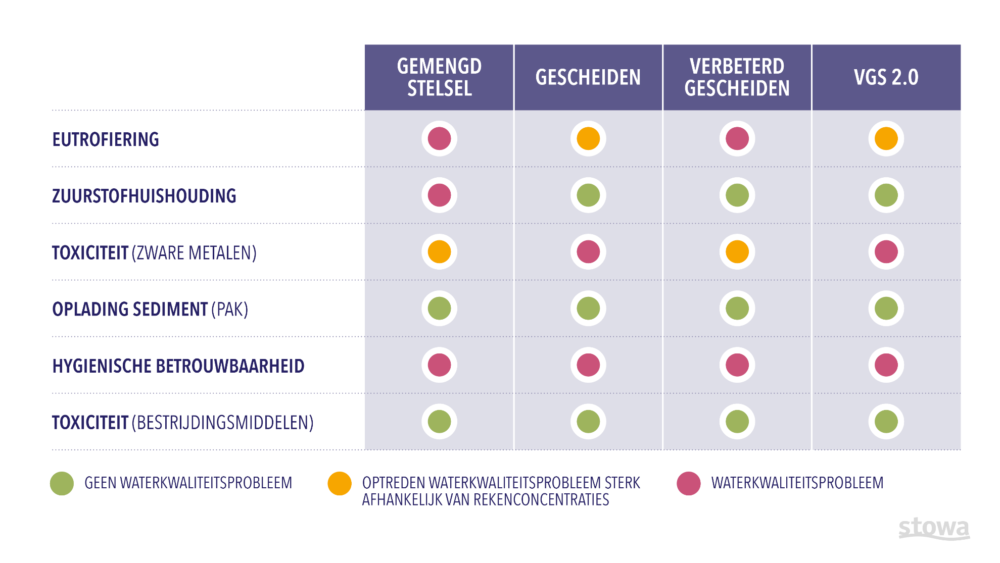 GEMENGD
STELSEL
GESCHEIDEN
VERBETERD
GESCHEIDEN
VGS 2.0
EUTROFIERING
ZUURSTOFHUISHOUDING
TOXICITEIT (ZWARE METALEN)
OPLADING SEDIMENT (PAK)
HYGIENISCHE BETROUWBAARHEID
TOXICITEIT (BESTRIJDINGSMIDDELEN)
GEEN WATERKWALITEITSPROBLEEM
OPTREDEN WATERKWALITEITSPROBLEEM STERK
AFHANKELIJK VAN REKENCONCENTRATIES
WATERKWALITEITSPROBLEEM
stowa